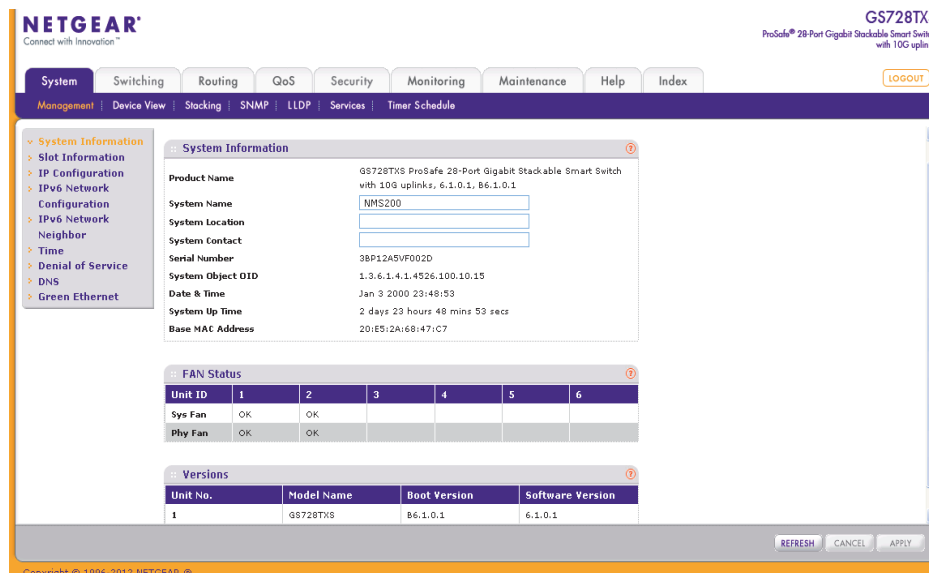 NETGEAR®
Connect with Innovation™
GS728TX
ProSafe® 28-Port Gigabit Stackable Smart Swit
with 10G uplin
System Switching Routing QoS Security Monitoring Maintenance Help Index
LOGOUT
Management Device View Stacking SNMP LLDP Services Timer Schedule
System Information
Slot Information
IP Configuration
IPv6 Network
Configuration
IPv6 Network
Neighbor
Time
Denial of Service
DNS
Green Ethernet
System Information
Product Name GS728TXS ProSafe 28-Port Gigabit Stackable Smart Switch
with 10G uplinks, 6.1.0.1, B6.1.0.1
System Name NMS200
System Location
System Contact
Serial Number 3BP12A5VF002D
System Object OID 1.3.6.1.4.1.4526.100.10.15
Date & Time Jan 3 2000 23:48:53
System Up Time 2 days 23 hours 48 mins 53 secs
Base MAC Address 20:E5:2A:68:47:C7
FAN Status
Unit ID 1 2 3 4 5 6
Sys Fan OK OK
Phy Fan OK OK
Versions
Unit No. Model Name Boot Version Software Version
1 GS728TXS B6.1.0.1 6.1.0.1
REFRESH CANCEL APPLY
Copyright © 1996-2012 NETGEAR ®